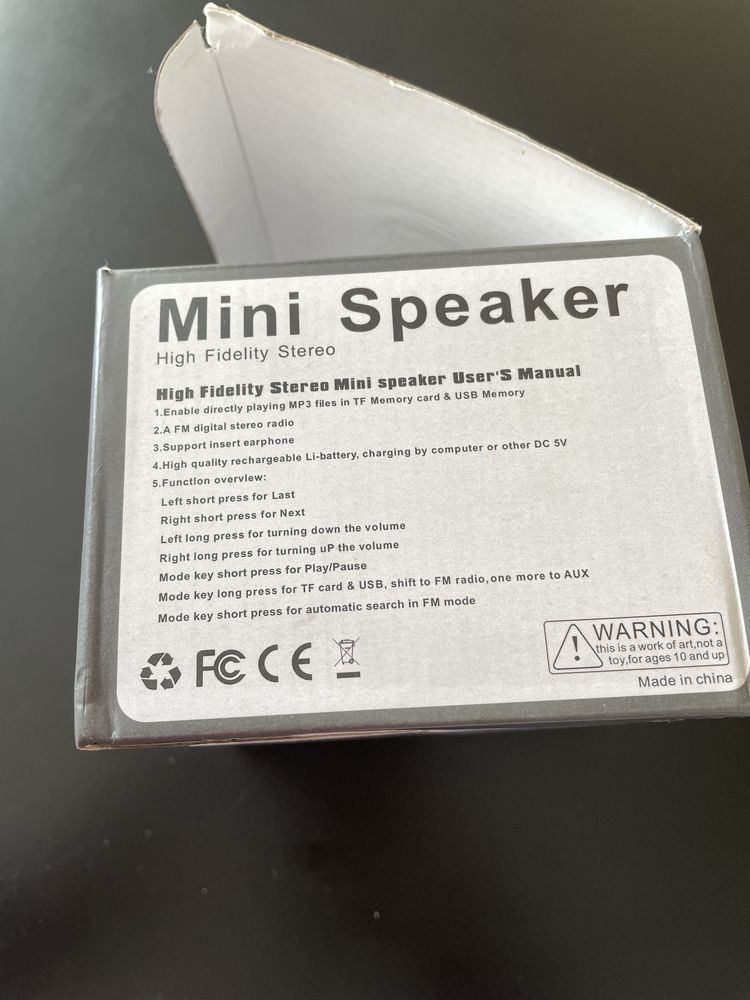 Mini Speaker
High Fidelity Stereo
High Fidelity Stereo Mini speaker User'S Manual
1.Enable directly playing MP3 files in TF Memory card & USB Memory
2.A FM digital stereo radio
3.Support insert earphone
4.High quality rechargeable Li-battery, charging by computer or other DC 5V
5.Function overvlew:
Left short press for Last
Right short press for Next
Left long press for turning down the volume
Right long press for turning uP the volume
Mode key short press for Play/Pause
Mode key long press for TF card & USB, shift to FM radio,one more to AUX
Mode key short press for automatic search in FM mode
FC CE
WARNING:
this is a work of art,not a
toy,for ages 10 and up
Made in china